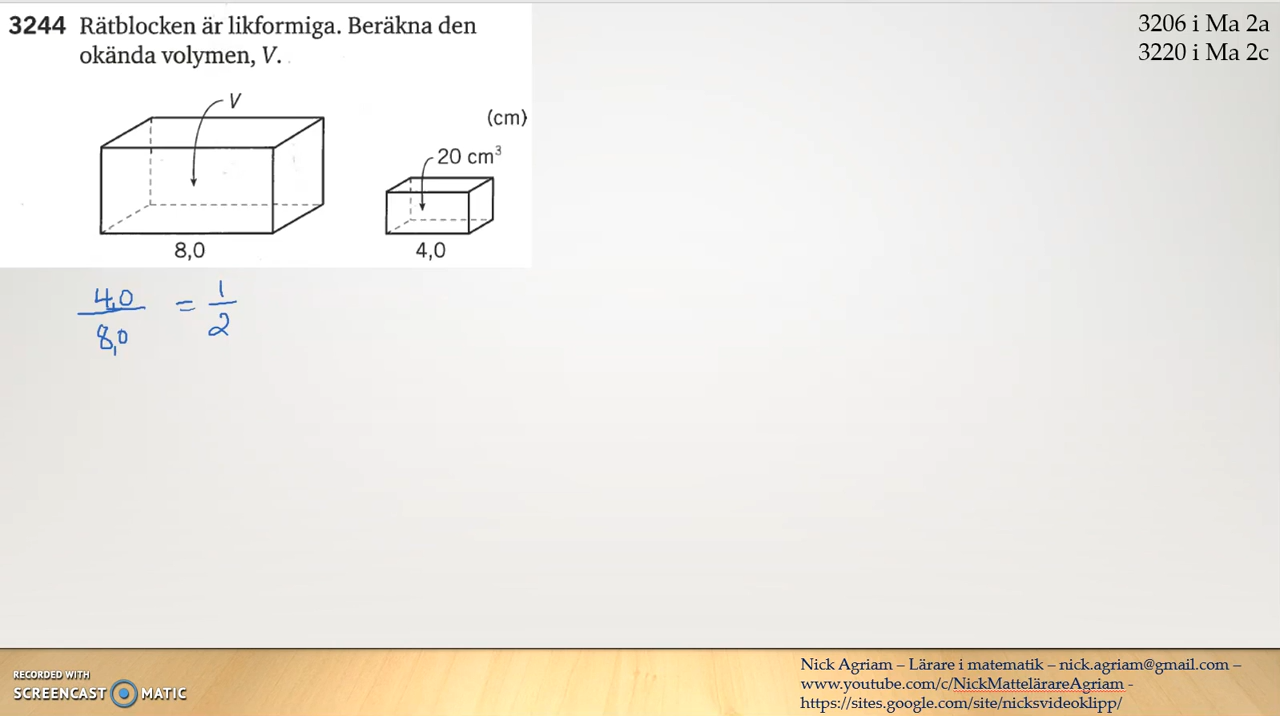 3244 Rätblocken är likformiga. Beräkna den
okända volymen, V.
3206 i Ma 2a
3220 i Ma 2c
V
(cm)
20 cm³
8,0
4,0
4,0
8,0
= 1
2
RECORDED WITH
SCREENCAST MATIC
Nick Agriam – Lärare i matematik – nick.agriam@gmail.com –
www.youtube.com/c/NickMattelärareAgriam -
https://sites.google.com/site/nicksvideoklipp/